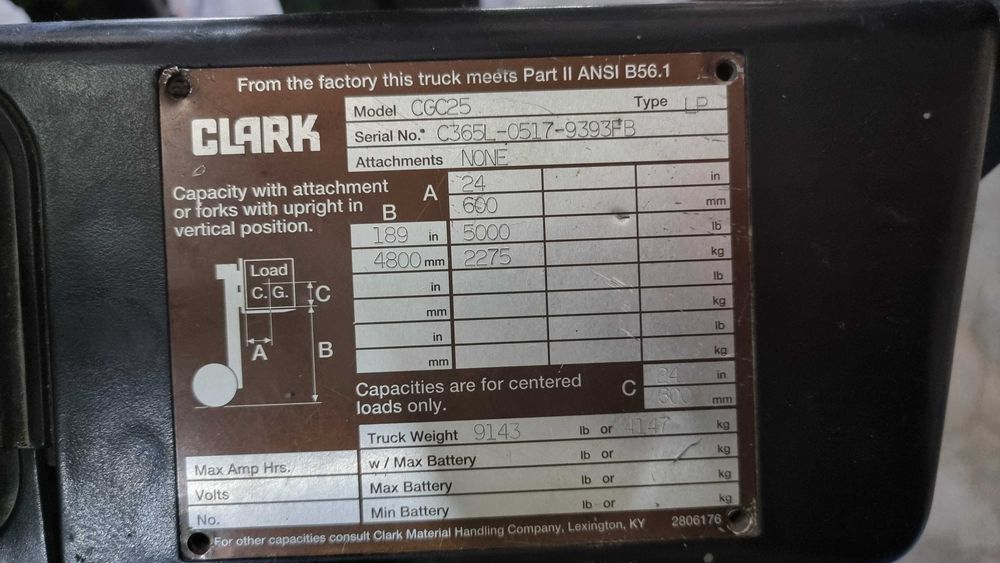 From the factory this truck meets Part II ANSI B56.1
CLARK
Model CGC25 Type LP
Serial No.* C365L-0517-9393FB
Attachments NONE
Capacity with attachment
or forks with upright in
vertical position.
A 24 in
600 mm
B
189 in 5000 lb
4800 mm 2275 kg
in lb
mm kg
in lb
mm kg
Load
C. G.
C
A
B
Capacities are for centered
loads only.
C 24 in
600 mm
Truck Weight 9143 lb or 4147 kg
w / Max Battery lb or kg
Max Battery lb or kg
Min Battery lb or kg
Max Amp Hrs.
Volts
No.
For other capacities consult Clark Material Handling Company, Lexington, KY 2806176